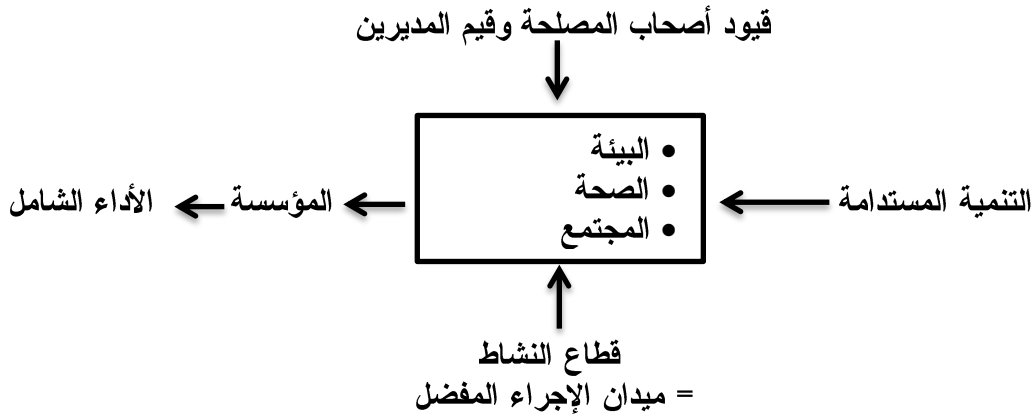 قيود أصحاب المصلحة وقيم المديرين
• البيئة
• الصحة
• المجتمع
التنمية المستدامة
المؤسسة
الأداء الشامل
قطاع النشاط
= ميدان الإجراء المفضل